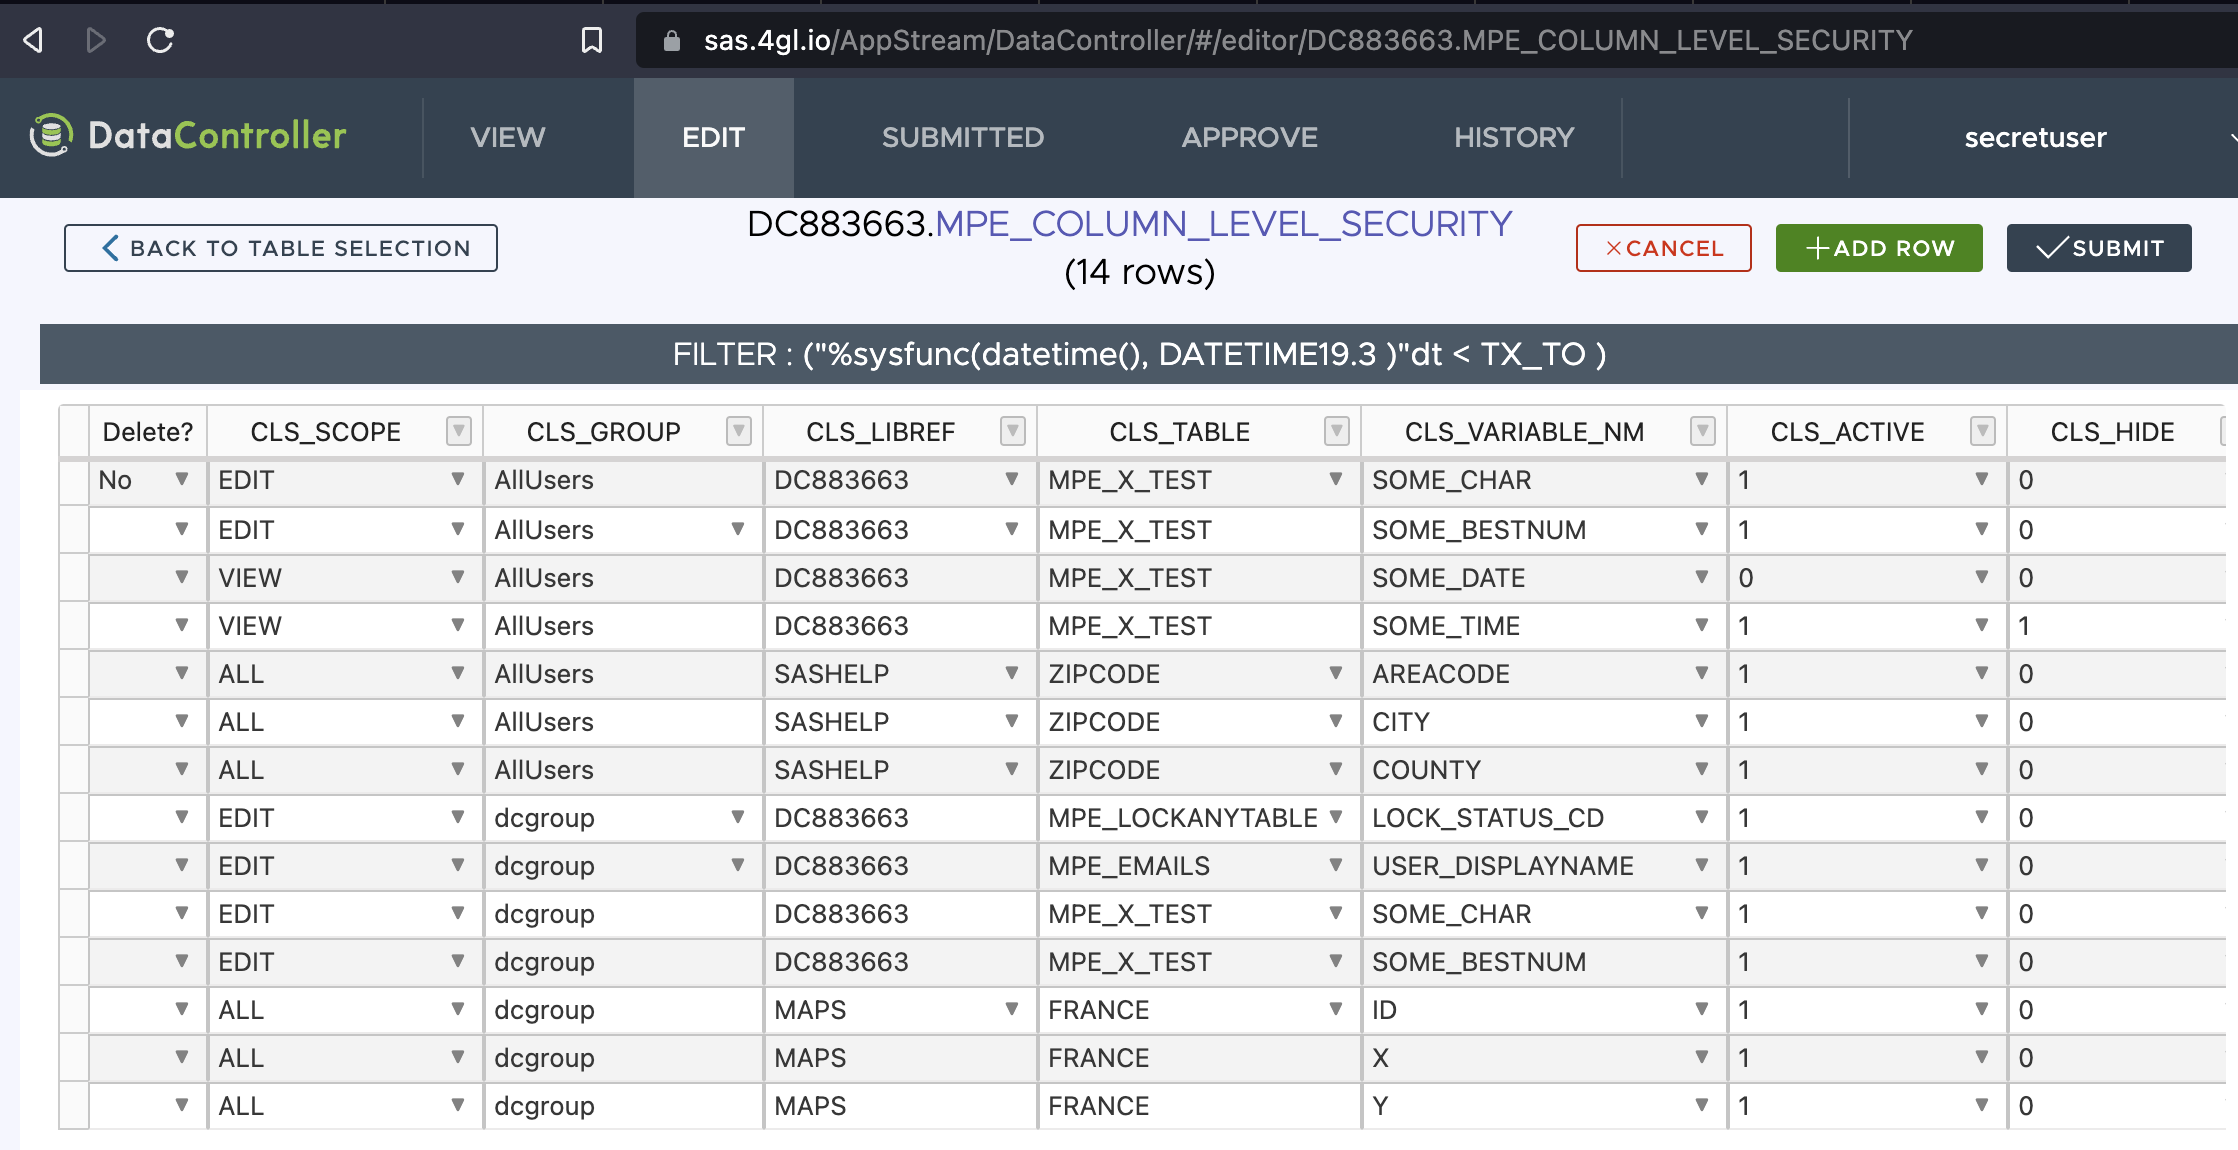 sas.4gl.io/AppStream/DataController/#/editor/DC883663.MPE_COLUMN_LEVEL_SECURITY
DataController VIEW EDIT SUBMITTED APPROVE HISTORY secretuser
BACK TO TABLE SELECTION DC883663.MPE_COLUMN_LEVEL_SECURITY CANCEL ADD ROW SUBMIT
(14 rows)
FILTER : ("%sysfunc(datetime(), DATETIME19.3 )"dt < TX_TO )
Delete? CLS_SCOPE CLS_GROUP CLS_LIBREF CLS_TABLE CLS_VARIABLE_NM CLS_ACTIVE CLS_HIDE
No EDIT AllUsers DC883663 MPE_X_TEST SOME_CHAR 1 0
EDIT AllUsers DC883663 MPE_X_TEST SOME_BESTNUM 1 0
VIEW AllUsers DC883663 MPE_X_TEST SOME_DATE 0 0
VIEW AllUsers DC883663 MPE_X_TEST SOME_TIME 1 1
ALL AllUsers SASHELP ZIPCODE AREACODE 1 0
ALL AllUsers SASHELP ZIPCODE CITY 1 0
ALL AllUsers SASHELP ZIPCODE COUNTY 1 0
EDIT dcgroup DC883663 MPE_LOCKANYTABLE LOCK_STATUS_CD 1 0
EDIT dcgroup DC883663 MPE_EMAILS USER_DISPLAYNAME 1 0
EDIT dcgroup DC883663 MPE_X_TEST SOME_CHAR 1 0
EDIT dcgroup DC883663 MPE_X_TEST SOME_BESTNUM 1 0
ALL dcgroup MAPS FRANCE ID 1 0
ALL dcgroup MAPS FRANCE X 1 0
ALL dcgroup MAPS FRANCE Y 1 0